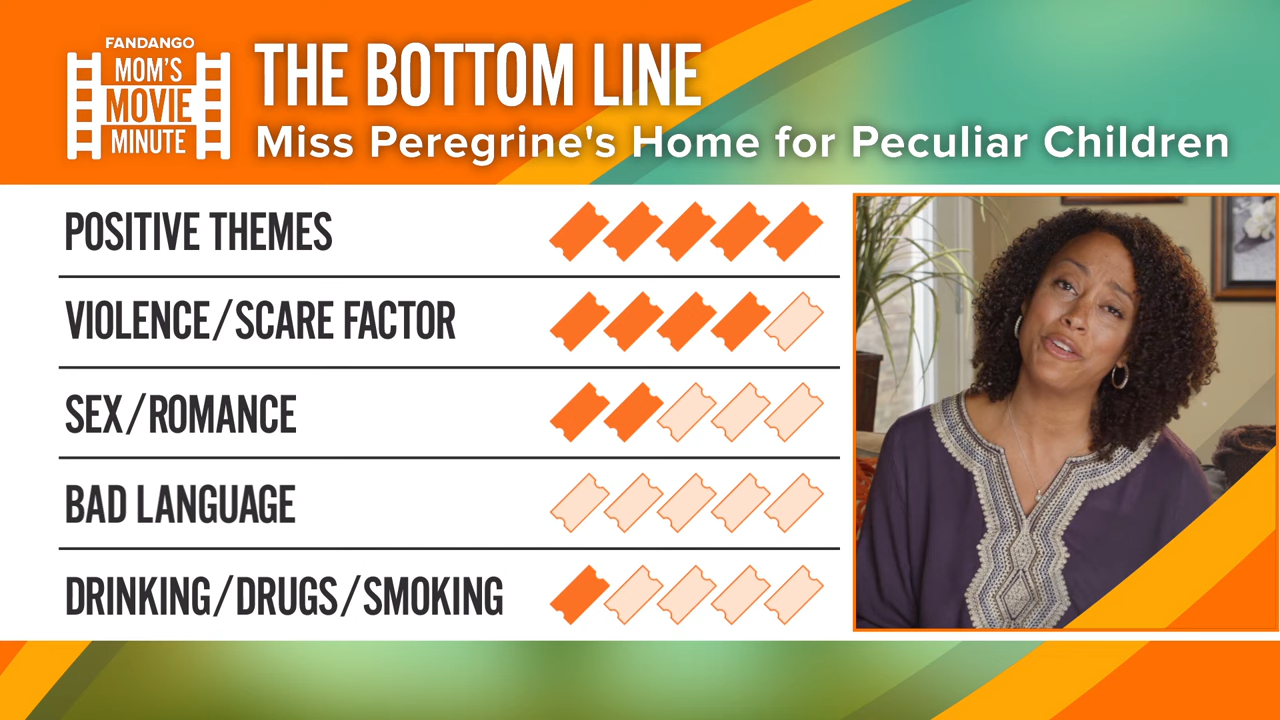 FANDANGO
MOM'S
MOVIE
MINUTE
THE BOTTOM LINE
Miss Peregrine's Home for Peculiar Children
POSITIVE THEMES
VIOLENCE/SCARE FACTOR
SEX/ROMANCE
BAD LANGUAGE
DRINKING/DRUGS/SMOKING